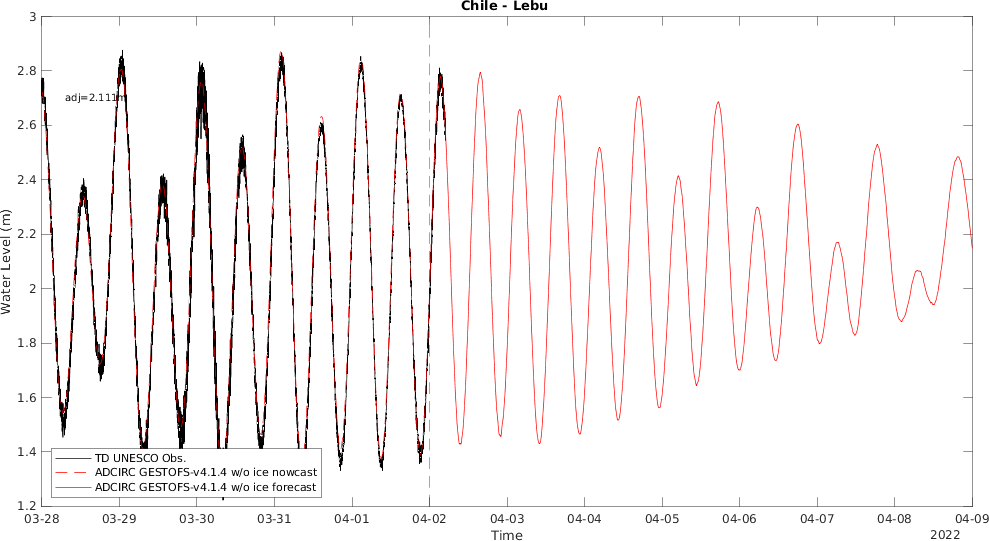 Chile - Lebu
3
2.8
2.6
2.4
2.2
2
1.8
1.6
1.4
1.2
Water Level (m)
adj=2.111m
TD UNESCO Obs.
ADCIRC GESTOFS-v4.1.4 w/o ice nowcast
ADCIRC GESTOFS-v4.1.4 w/o ice forecast
03-28 03-29 03-30 03-31 04-01 04-02 04-03 04-04 04-05 04-06 04-07 04-08 04-09
Time
2022